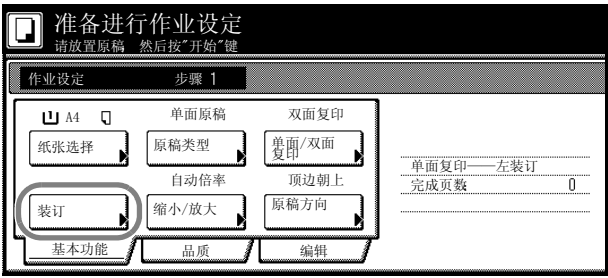 准备进行作业设定
请放置原稿 然后按"开始"键
作业设定 步骤 1
1 A4 单面原稿 双面复印
纸张选择 原稿类型 单面/双面
复印
自动倍率 顶边朝上
装订 缩小/放大 原稿方向
基本功能 品质 编辑
单面复印——左装订
完成页数 0